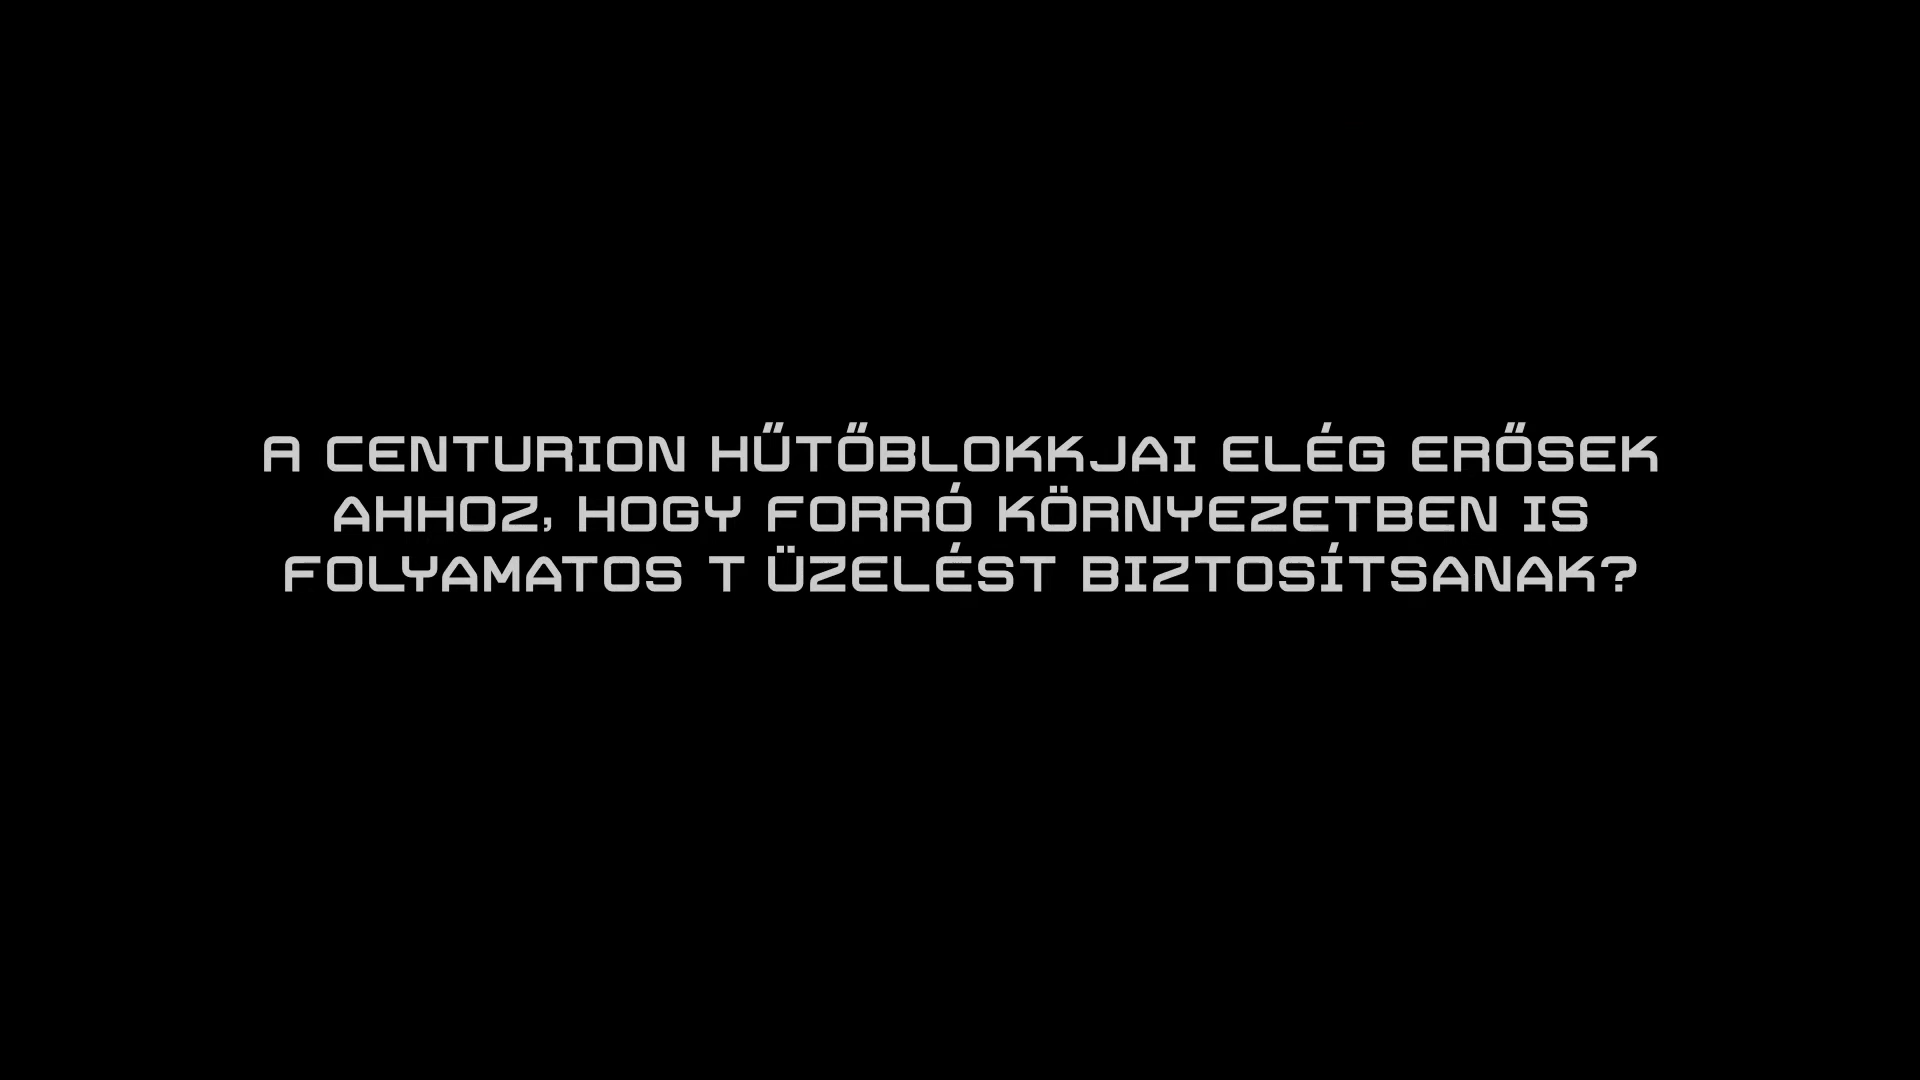 A CENTURION HŰTŐBLOKKJAI ELÉG ERŐSEK
AHHOZ, HOGY FORRÓ KÖRNYEZETBEN IS
FOLYAMATOS T ÜZELÉST BIZTOSÍTSANAK?